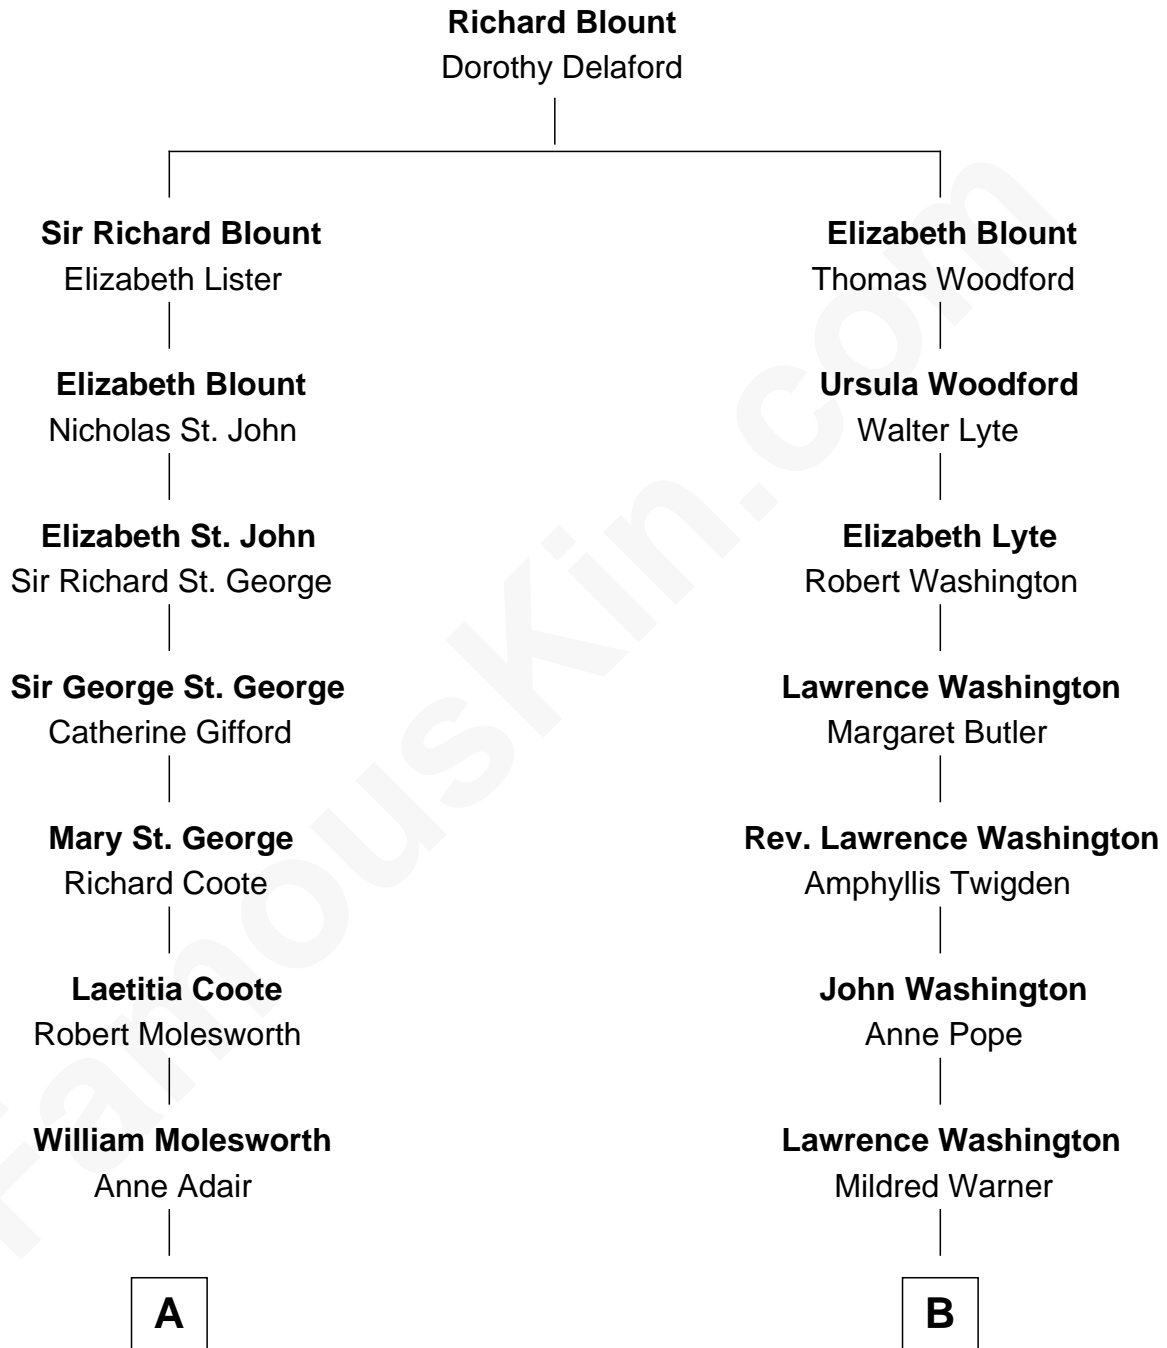 Richard Blount
Dorothy Delaford
Sir Richard Blount
Elizabeth Lister
Elizabeth Blount
Nicholas St. John
Elizabeth St. John
Sir Richard St. George
Sir George St. George
Catherine Gifford
Mary St. George
Richard Coote
Laetitia Coote
Robert Molesworth
William Molesworth
Anne Adair
A
Elizabeth Blount
Thomas Woodford
Ursula Woodford
Walter Lyte
Elizabeth Lyte
Robert Washington
Lawrence Washington
Margaret Butler
Rev. Lawrence Washington
Amphyllis Twigden
John Washington
Anne Pope
Lawrence Washington
Mildred Warner
B
FamousKin.com